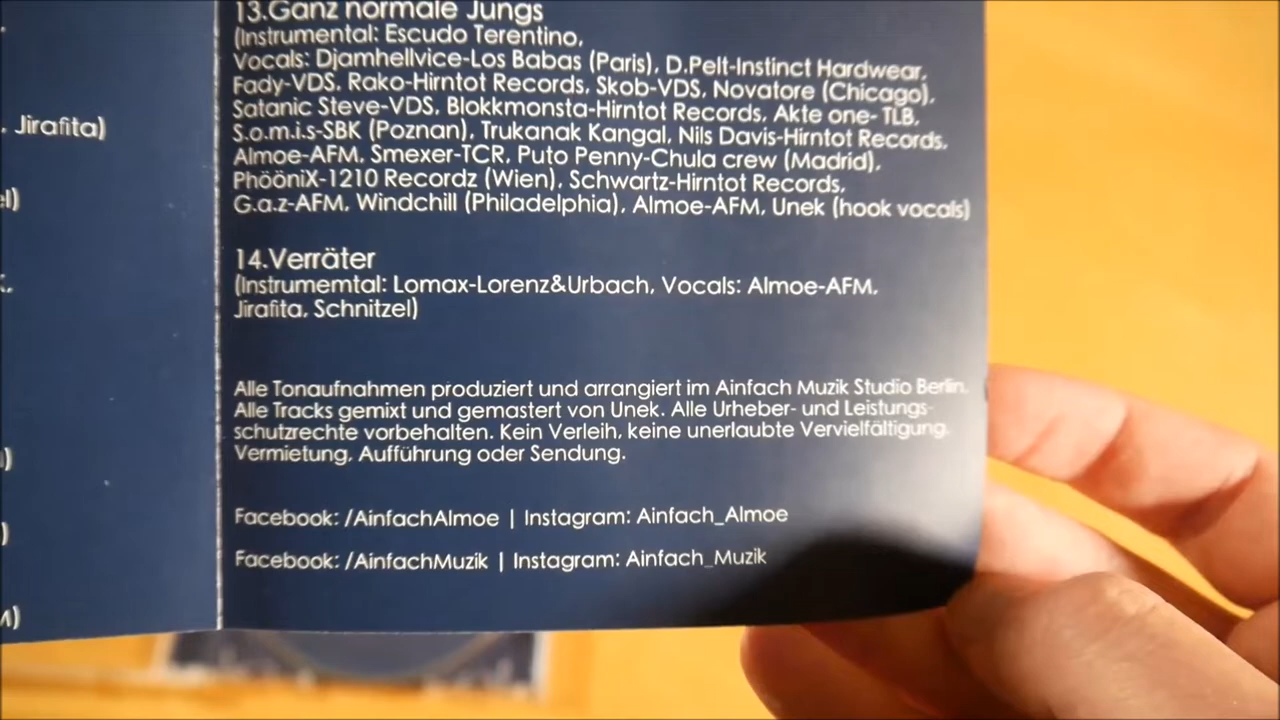 13.Ganz normale Jungs
(Instrumental: Escudo Terentino,
Vocals: Djamhellvice-Los Babas (Paris), D.Pelt-Instinct Hardwear,
Fady-VDS, Rako-Hirntot Records, Skob-VDS, Novatore (Chicago),
Satanic Steve-VDS, Blokkmonsta-Hirntot Records, Akte one- TLB,
S.o.m.i.s-SBK (Poznan), Trukanak Kangal, Nils Davis-Hirntot Records,
Almoe-AFM, Smexer-TCR, Puto Penny-Chula crew (Madrid),
PhööniX-1210 Recordz (Wien), Schwartz-Hirntot Records,
G.a.z-AFM, Windchill (Philadelphia), Almoe-AFM, Unek (hook vocals)
14.Verräter
(Instrumemtal: Lomax-Lorenz&Urbach, Vocals: Almoe-AFM,
Jirafita, Schnitzel)
Alle Tonaufnahmen produziert und arrangiert im Ainfach Muzik Studio Berlin.
Alle Tracks gemixt und gemastert von Unek. Alle Urheber- und Leistungs-
schutzrechte vorbehalten. Kein Verleih, keine unerlaubte Vervielfältigung,
Vermietung, Aufführung oder Sendung.
Facebook: /AinfachAlmoe | Instagram: Ainfach_Almoe
Facebook: /AinfachMuzik | Instagram: Ainfach_Muzik
, Jirafita)